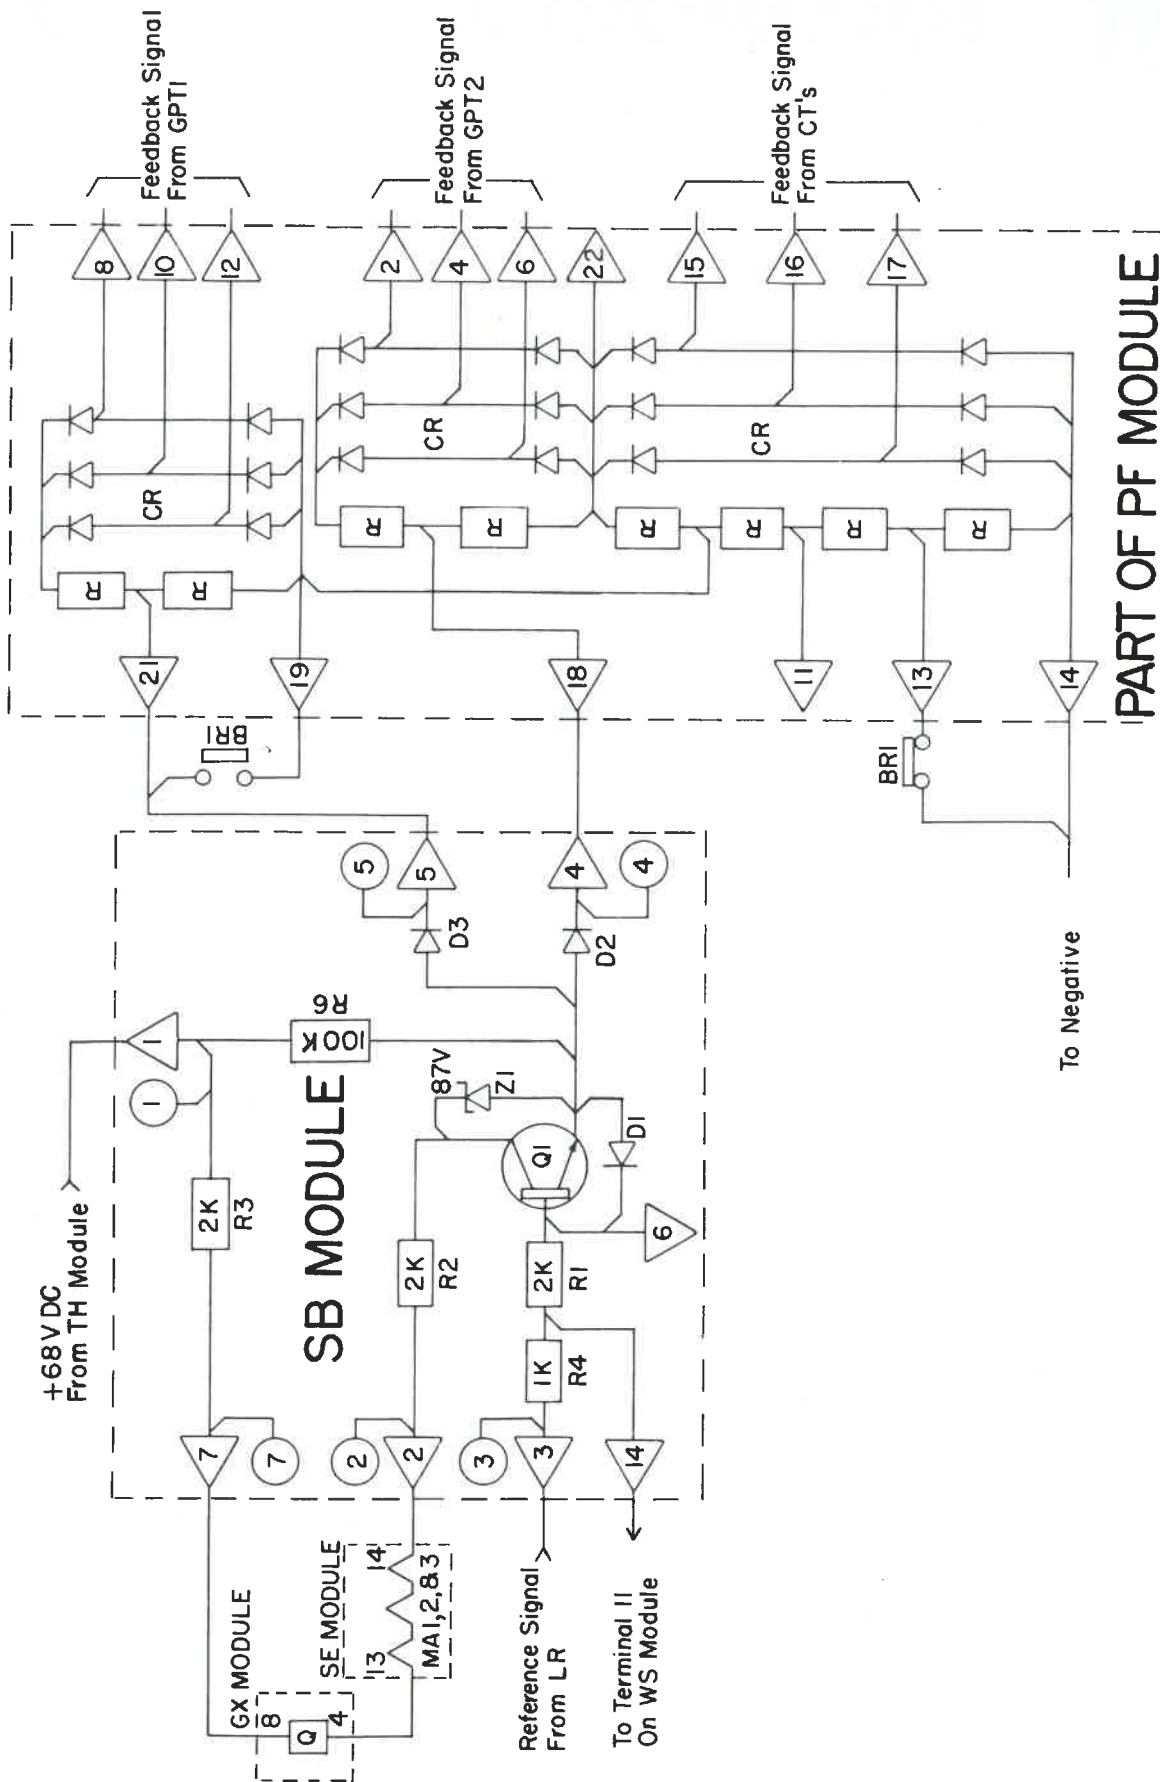 +68VDC
From TH Module
GX MODULE
8
Q
4
SE MODULE
13
14
MA1, 2, & 3
Reference Signal
From LR
To Terminal 11
On WS Module
7
7
2
2
3
3
14
2K
R3
1
1
SB MODULE
100K
R6
2K
R2
1K
R4
2K
R1
6
Q1
87V
Z1
D1
5
5
D3
D2
4
4
BR1
BR1
To Negative
21
19
18
11
13
14
R
R
R
R
R
R
R
R
CR
CR
CR
8
10
12
2
4
6
22
15
16
17
Feedback Signal
From GPT1
Feedback Signal
From GPT2
Feedback Signal
From CT's
PART OF PF MODULE